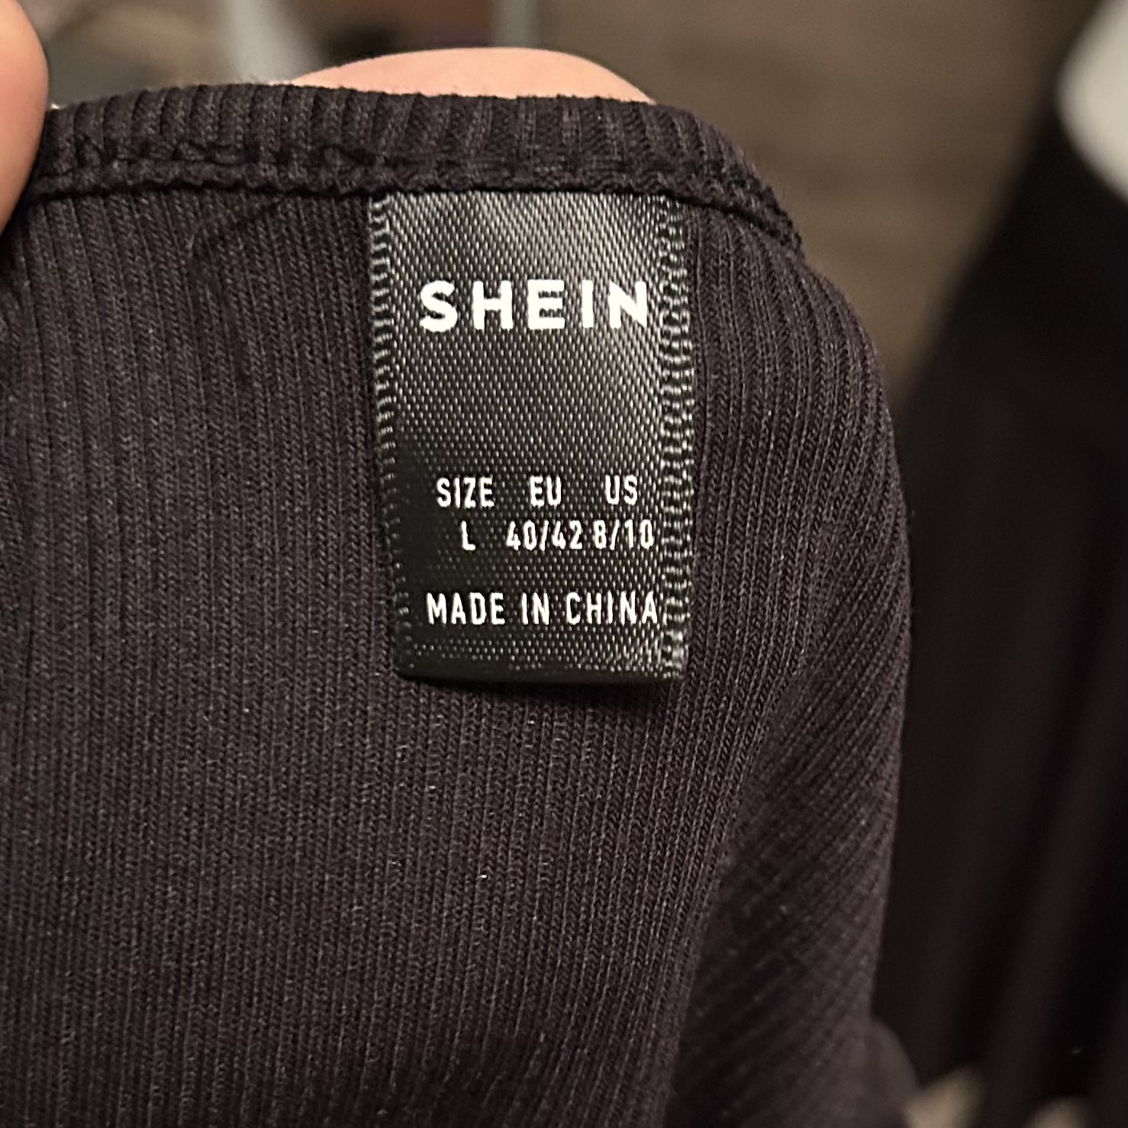 SHEIN
SIZE EU US
L 40/42 8/10
MADE IN CHINA